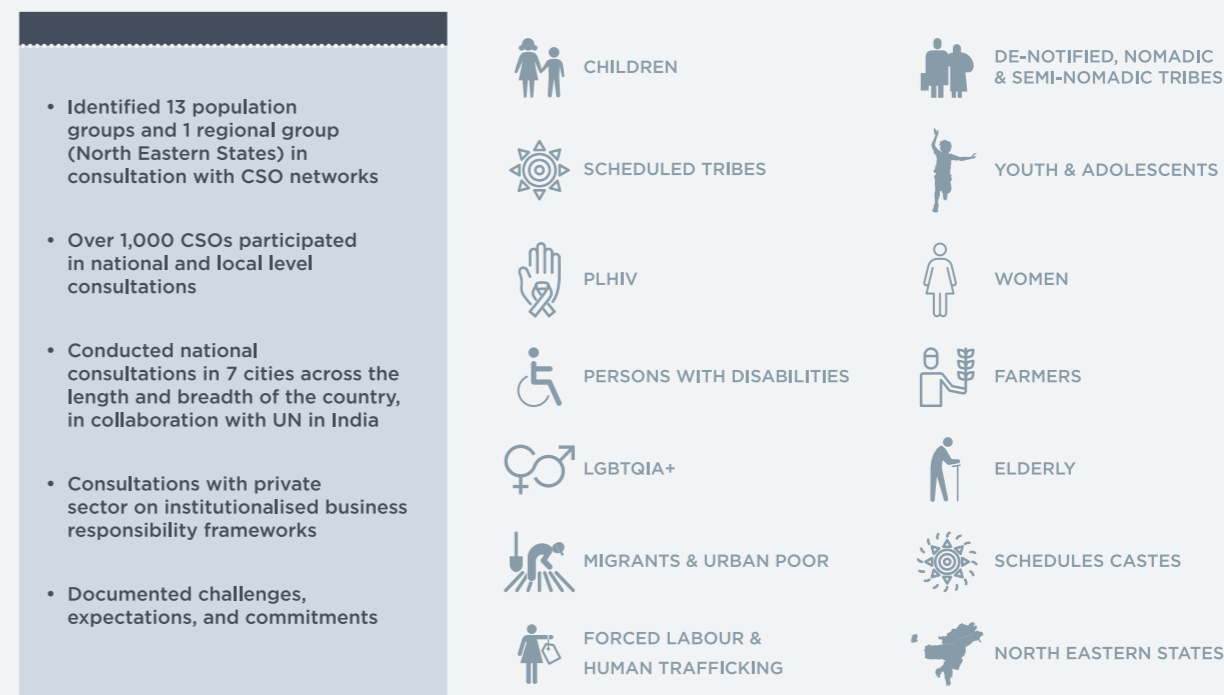 • Identified 13 population
groups and 1 regional group
(North Eastern States) in
consultation with CSO networks
• Over 1,000 CSOs participated
in national and local level
consultations
• Conducted national
consultations in 7 cities across the
length and breadth of the country,
in collaboration with UN in India
• Consultations with private
sector on institutionalised business
responsibility frameworks
• Documented challenges,
expectations, and commitments
CHILDREN
SCHEDULED TRIBES
PLHIV
PERSONS WITH DISABILITIES
LGBTQIA+
MIGRANTS & URBAN POOR
FORCED LABOUR &
HUMAN TRAFFICKING
DE-NOTIFIED, NOMADIC
& SEMI-NOMADIC TRIBES
YOUTH & ADOLESCENTS
WOMEN
FARMERS
ELDERLY
SCHEDULES CASTES
NORTH EASTERN STATES